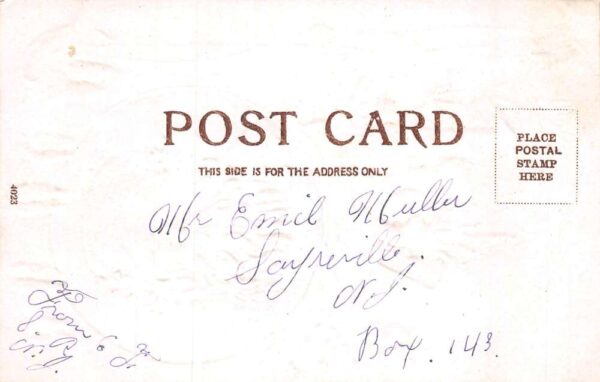 POST CARD
THIS SIDE IS FOR THE ADDRESS ONLY
PLACE
POSTAL
STAMP
HERE
4023
Mr Emil Muller
Sayreville
N.J.
Box. 143.
From